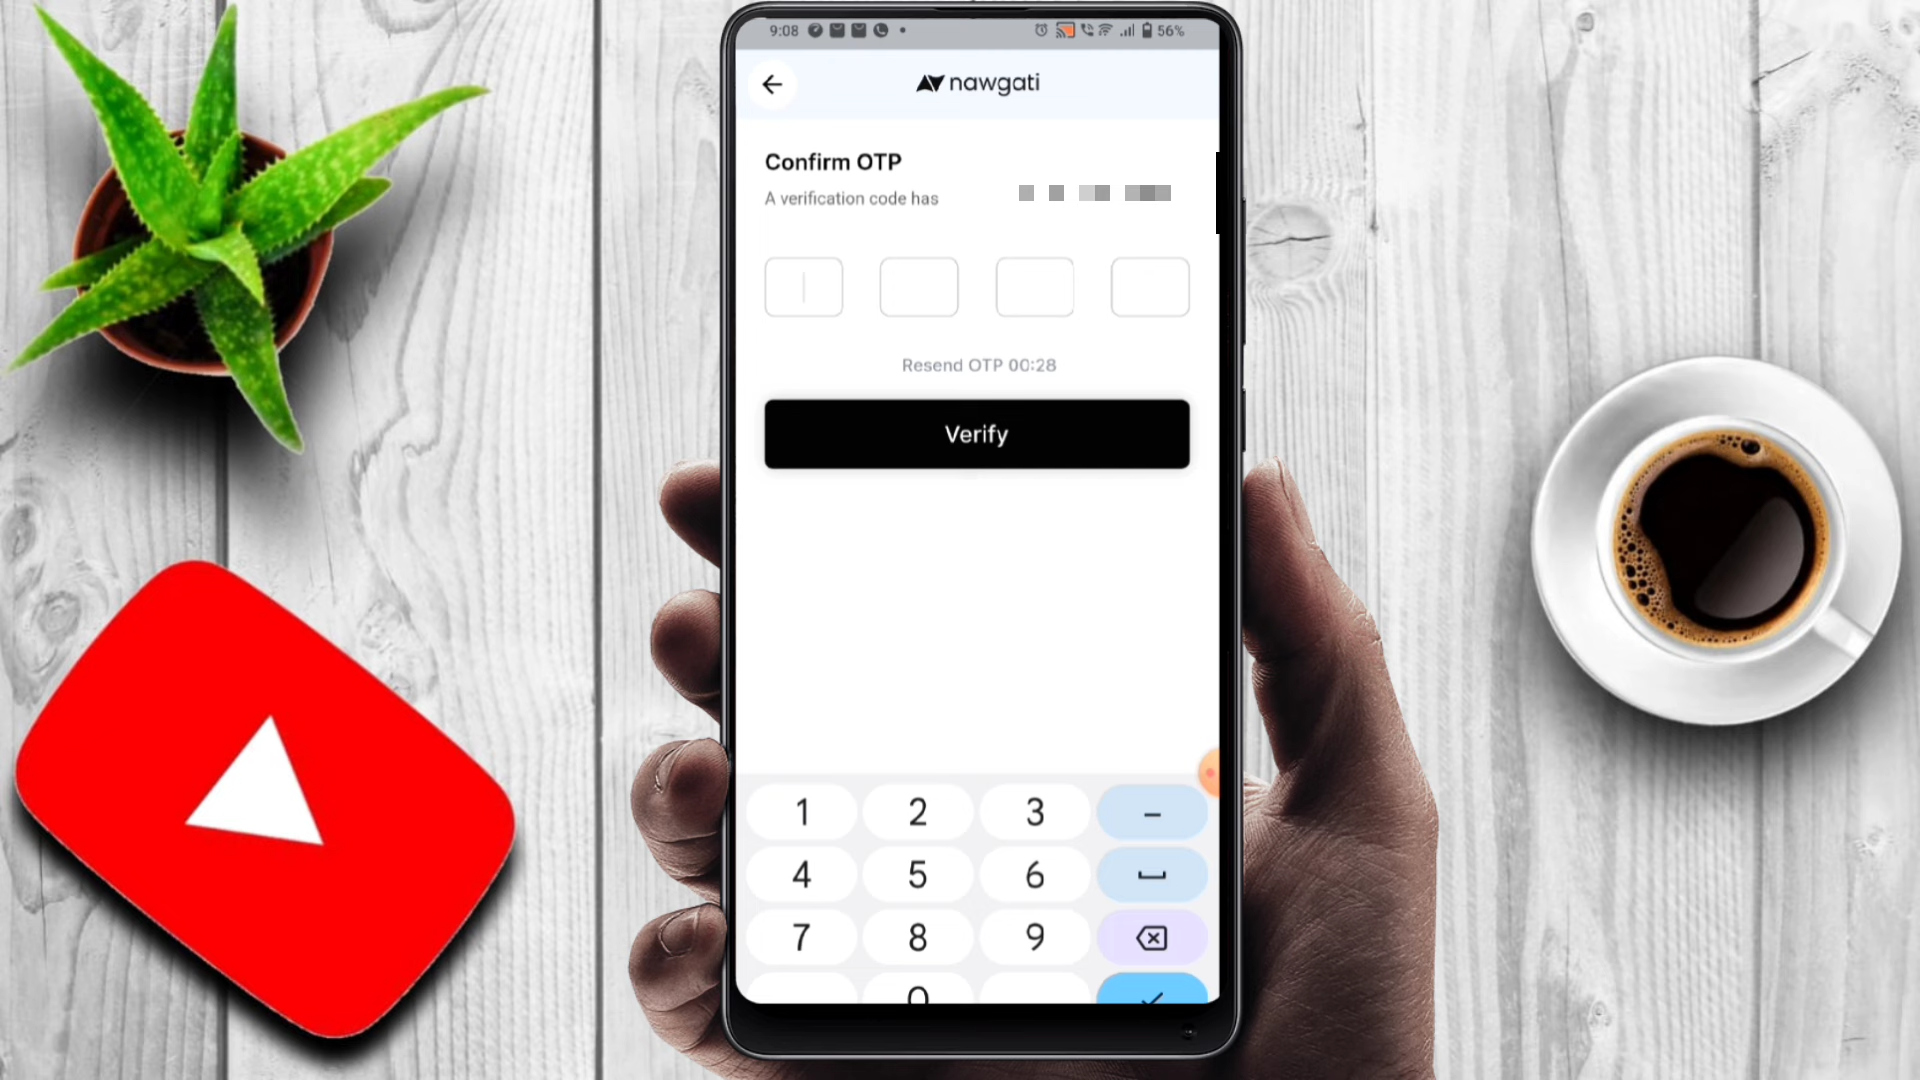 9:08 56%
nawgati
Confirm OTP
A verification code has
Resend OTP 00:28
Verify
1 2 3 -
4 5 6
7 8 9
0